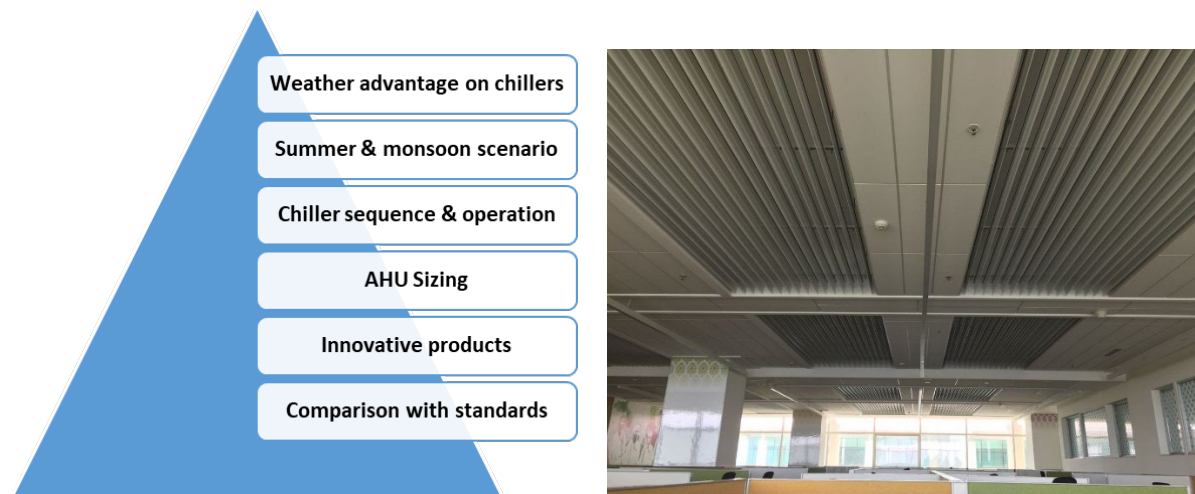 Weather advantage on chillers
Summer & monsoon scenario
Chiller sequence & operation
AHU Sizing
Innovative products
Comparison with standards